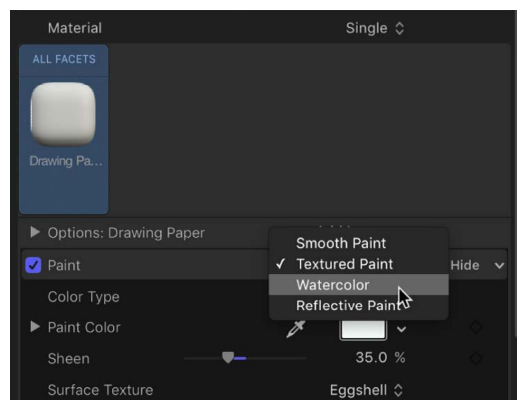 Material Single
ALL FACETS
Drawing Pa...
Options: Drawing Paper
Smooth Paint
Paint ✓ Textured Paint Hide
Watercolor
Color Type
Reflective Paint
Paint Color
Sheen 35.0 %
Surface Texture Eggshell